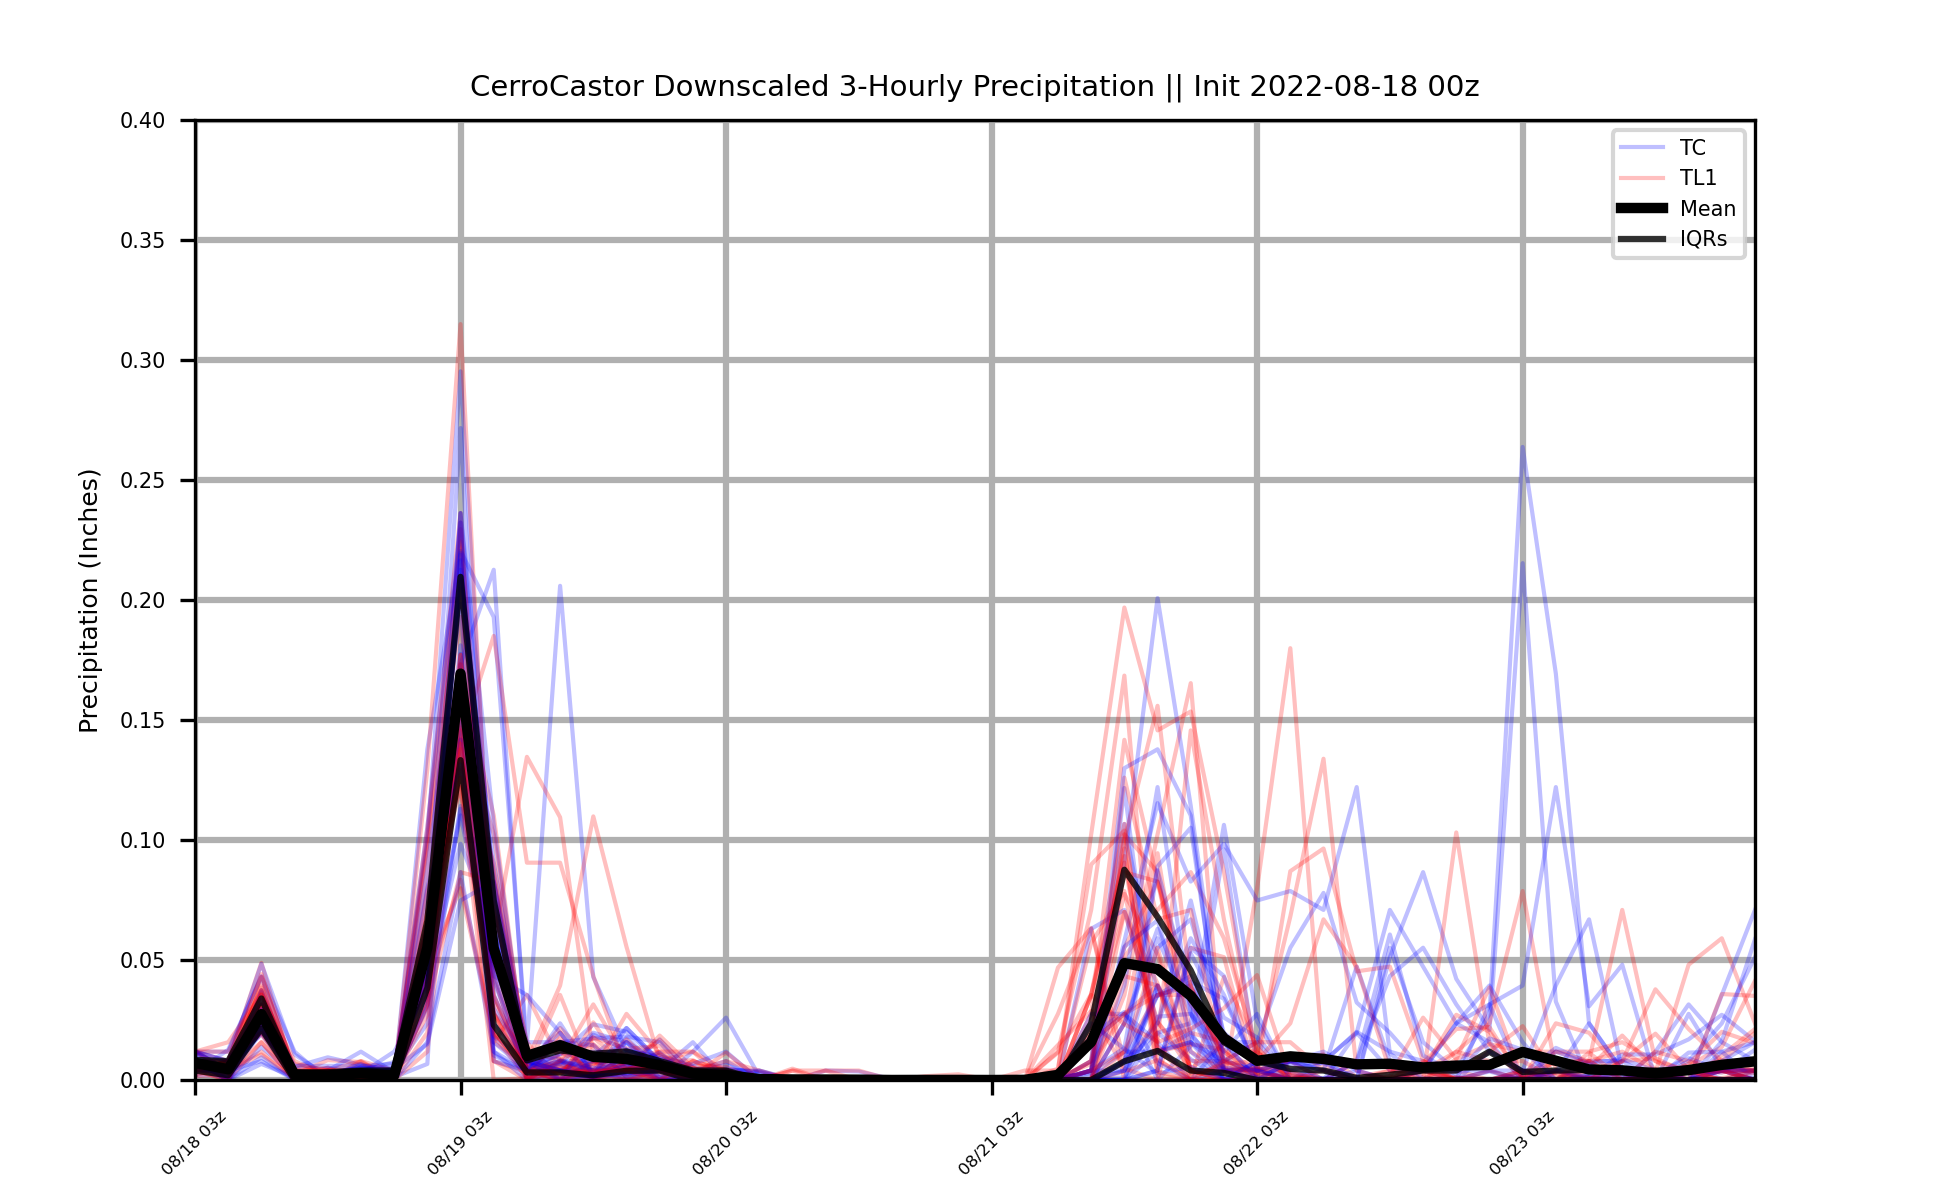 CerroCastor Downscaled 3-Hourly Precipitation || Init 2022-08-18 00z
Precipitation (Inches)
0.40
0.35
0.30
0.25
0.20
0.15
0.10
0.05
0.00
TC
TL1
Mean
IQRs
08/18 03z
08/19 03z
08/20 03z
08/21 03z
08/22 03z
08/23 03z